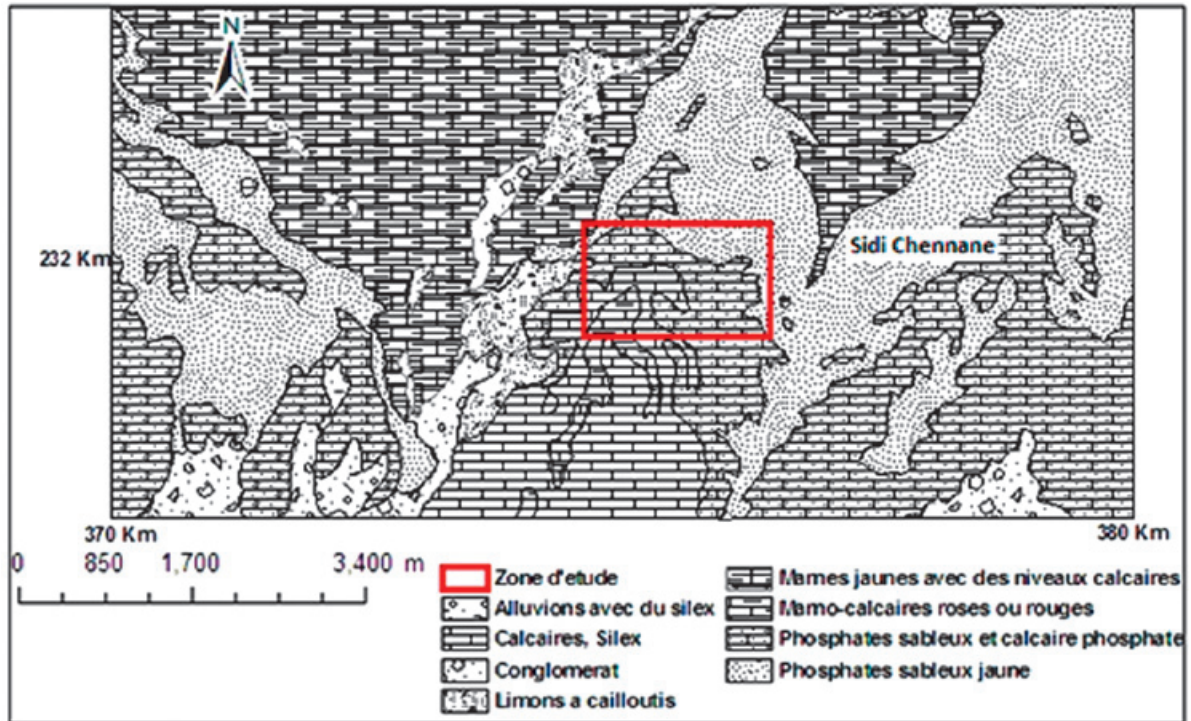 N
Sidi Chennane
232 Km
370 Km
380 Km
0 850 1,700 3,400 m
Zone d'etude
Alluvions avec du silex
Calcaires, Silex
Conglomerat
Limons a cailloutis
Marnes jaunes avec des niveaux calcaires
Marno-calcaires roses ou rouges
Phosphates sableux et calcaire phosphate
Phosphates sableux jaune